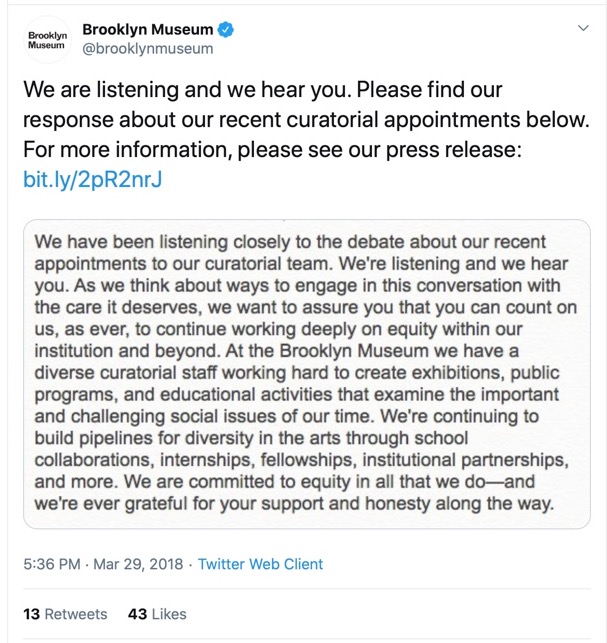 Brooklyn
Museum
Brooklyn Museum
@brooklynmuseum
We are listening and we hear you. Please find our
response about our recent curatorial appointments below.
For more information, please see our press release:
bit.ly/2pR2nrJ
We have been listening closely to the debate about our recent
appointments to our curatorial team. We're listening and we hear
you. As we think about ways to engage in this conversation with
the care it deserves, we want to assure you that you can count on
us, as ever, to continue working deeply on equity within our
institution and beyond. At the Brooklyn Museum we have a
diverse curatorial staff working hard to create exhibitions, public
programs, and educational activities that examine the important
and challenging social issues of our time. We're continuing to
build pipelines for diversity in the arts through school
collaborations, internships, fellowships, institutional partnerships,
and more. We are committed to equity in all that we do—and
we're ever grateful for your support and honesty along the way.
5:36 PM · Mar 29, 2018 · Twitter Web Client
13 Retweets 43 Likes